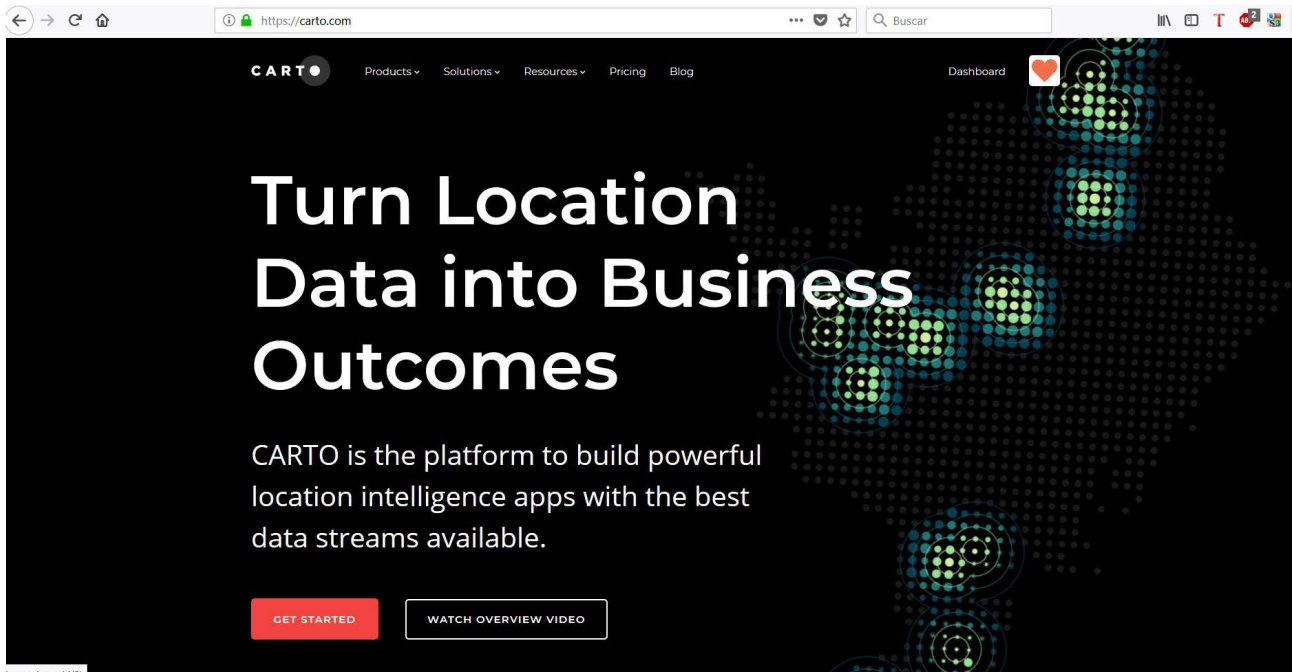 https://carto.com
Buscar
2
CARTO
Products
Solutions
Resources
Pricing
Blog
Dashboard
Turn Location
Data into Business
Outcomes
CARTO is the platform to build powerful
location intelligence apps with the best
data streams available.
GET STARTED
WATCH OVERVIEW VIDEO